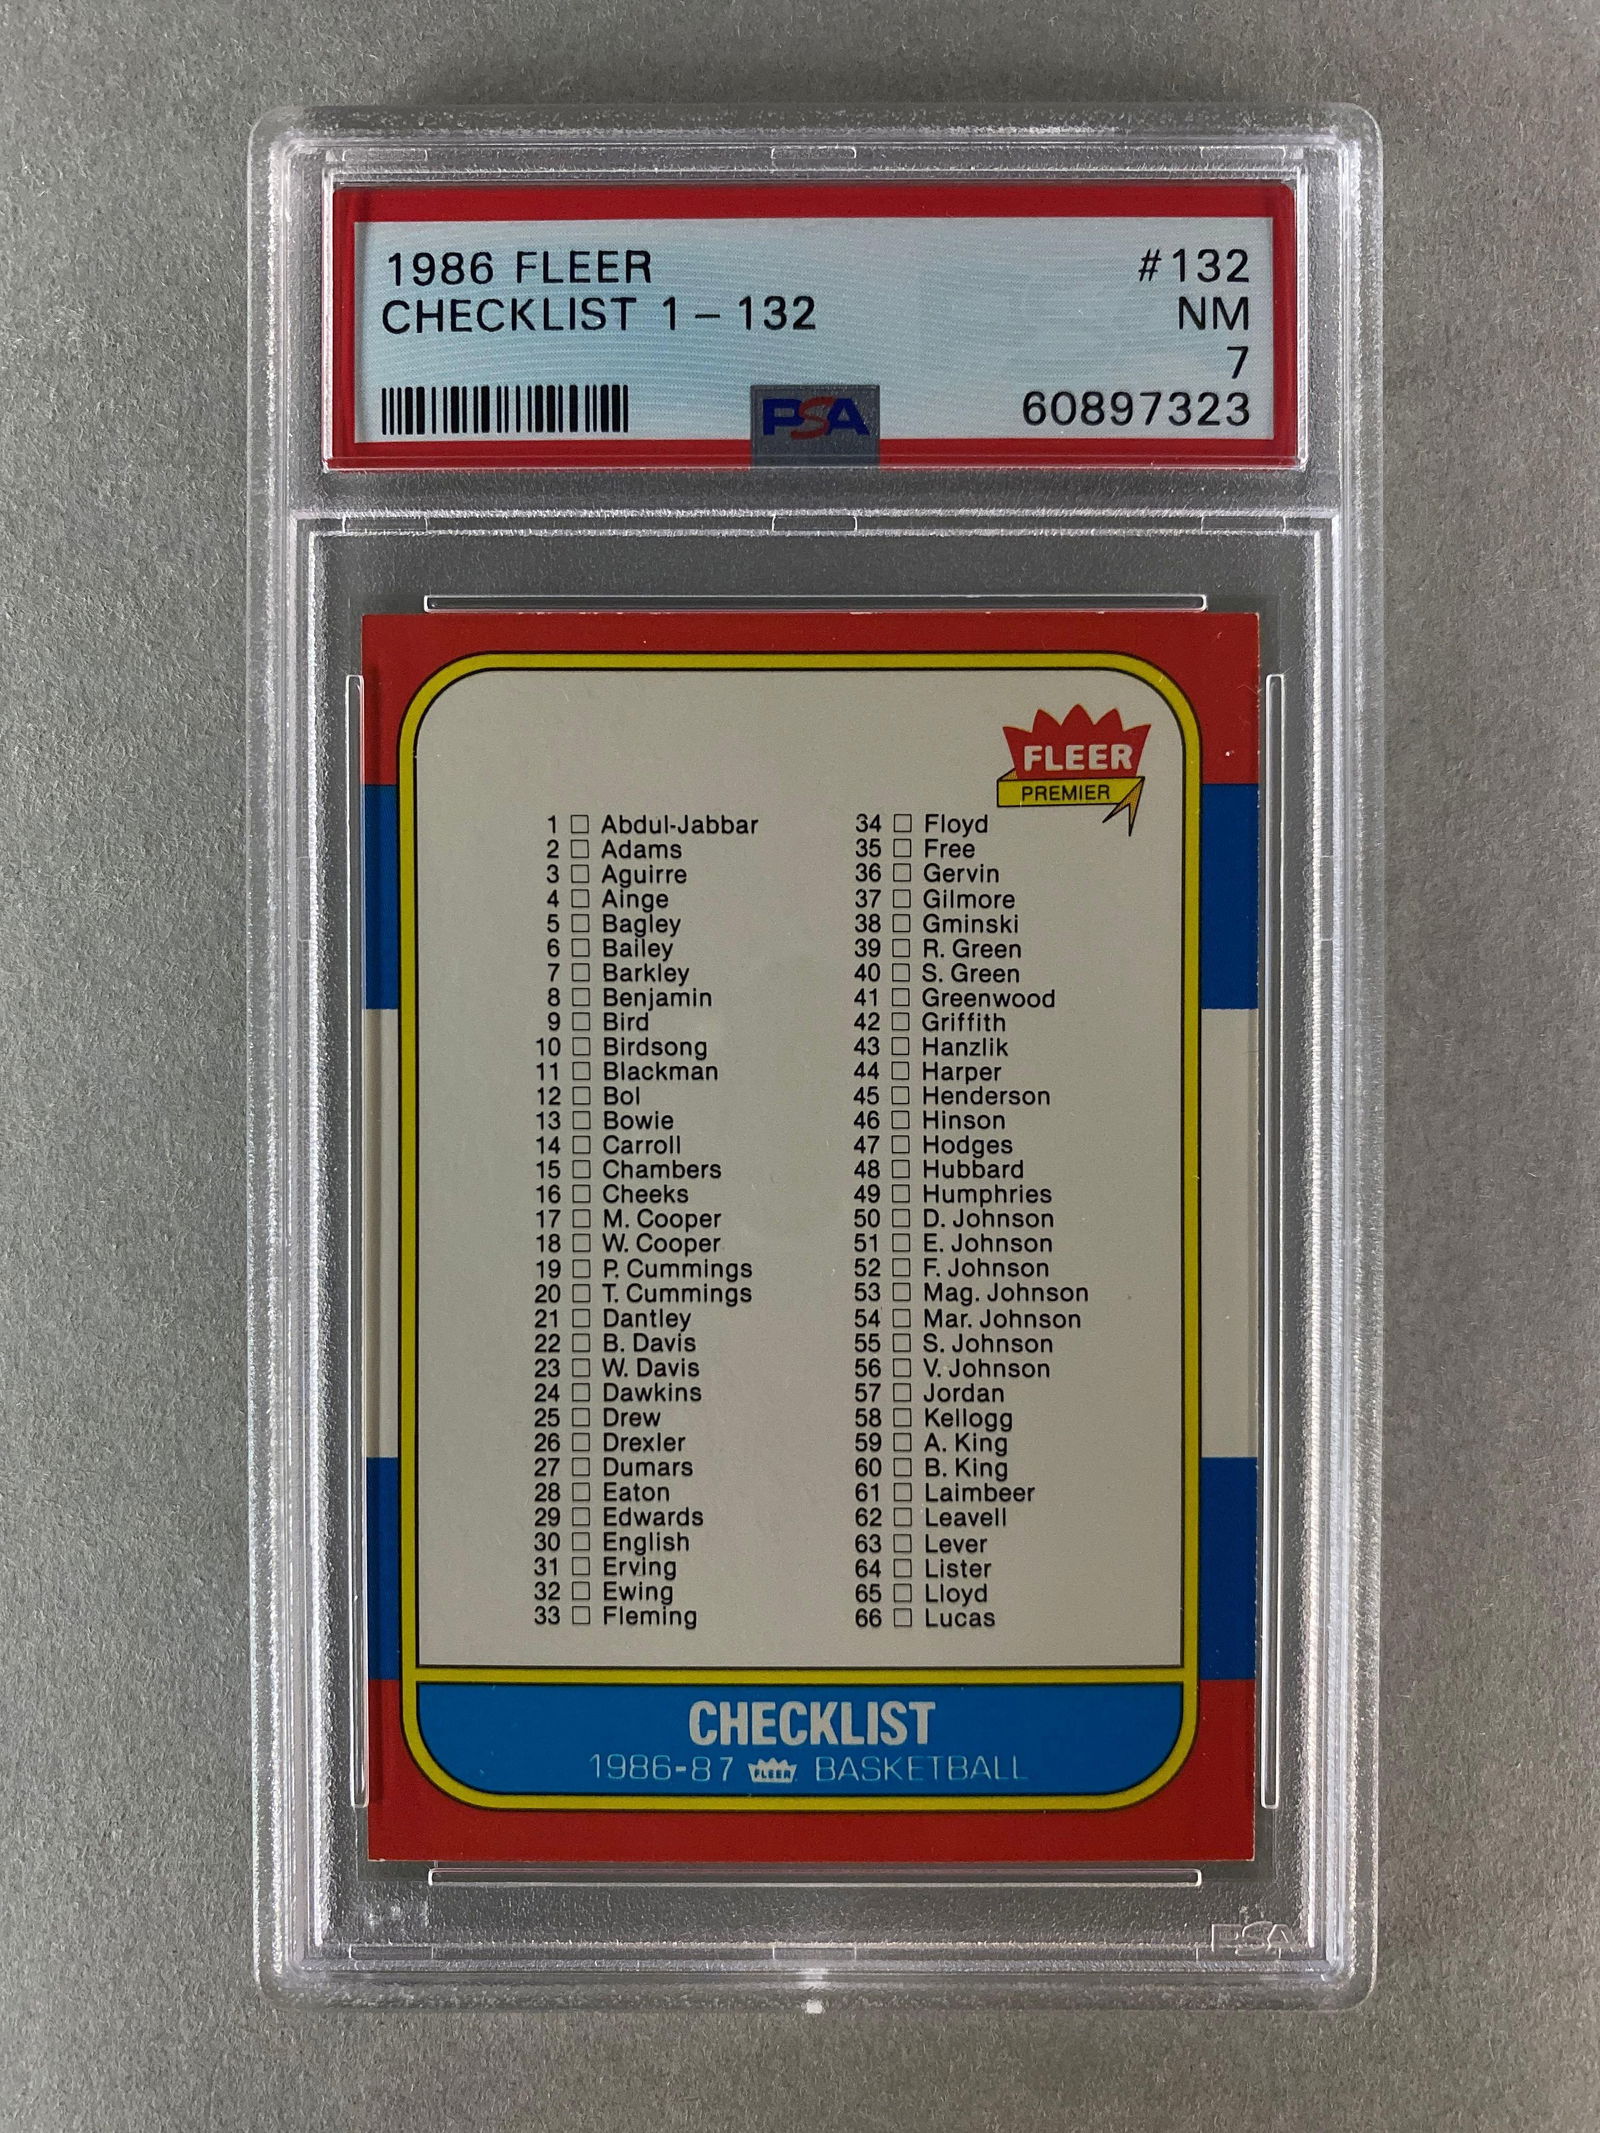 1986 FLEER #132
CHECKLIST 1 – 132 NM
7
PSA 60897323
FLEER
PREMIER
1 Abdul-Jabbar
2 Adams
3 Aguirre
4 Ainge
5 Bagley
6 Bailey
7 Barkley
8 Benjamin
9 Bird
10 Birdsong
11 Blackman
12 Bol
13 Bowie
14 Carroll
15 Chambers
16 Cheeks
17 M. Cooper
18 W. Cooper
19 P. Cummings
20 T. Cummings
21 Dantley
22 B. Davis
23 W. Davis
24 Dawkins
25 Drew
26 Drexler
27 Dumars
28 Eaton
29 Edwards
30 English
31 Erving
32 Ewing
33 Fleming
34 Floyd
35 Free
36 Gervin
37 Gilmore
38 Gminski
39 R. Green
40 S. Green
41 Greenwood
42 Griffith
43 Hanzlik
44 Harper
45 Henderson
46 Hinson
47 Hodges
48 Hubbard
49 Humphries
50 D. Johnson
51 E. Johnson
52 F. Johnson
53 Mag. Johnson
54 Mar. Johnson
55 S. Johnson
56 V. Johnson
57 Jordan
58 Kellogg
59 A. King
60 B. King
61 Laimbeer
62 Leavell
63 Lever
64 Lister
65 Lloyd
66 Lucas
CHECKLIST
1986-87 FLEER BASKETBALL
PSA